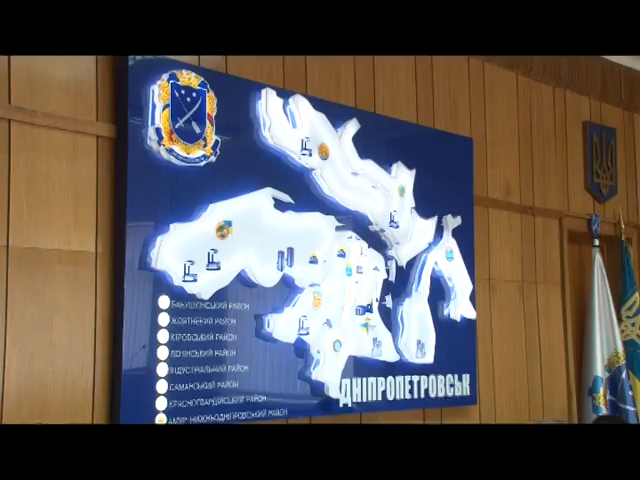 БАБУШКІНСЬКИЙ РАЙОН
ЖОВТНЕВИЙ РАЙОН
КІРОВСЬКИЙ РАЙОН
ЛЕНІНСЬКИЙ РАЙОН
ІНДУСТРІАЛЬНИЙ РАЙОН
САМАРСЬКИЙ РАЙОН
КРАСНОГВАРДІЙСЬКИЙ РАЙОН
АМУР-НИЖНЬОДНІПРОВСЬКИЙ РАЙОН
ДНІПРОПЕТРОВСЬК